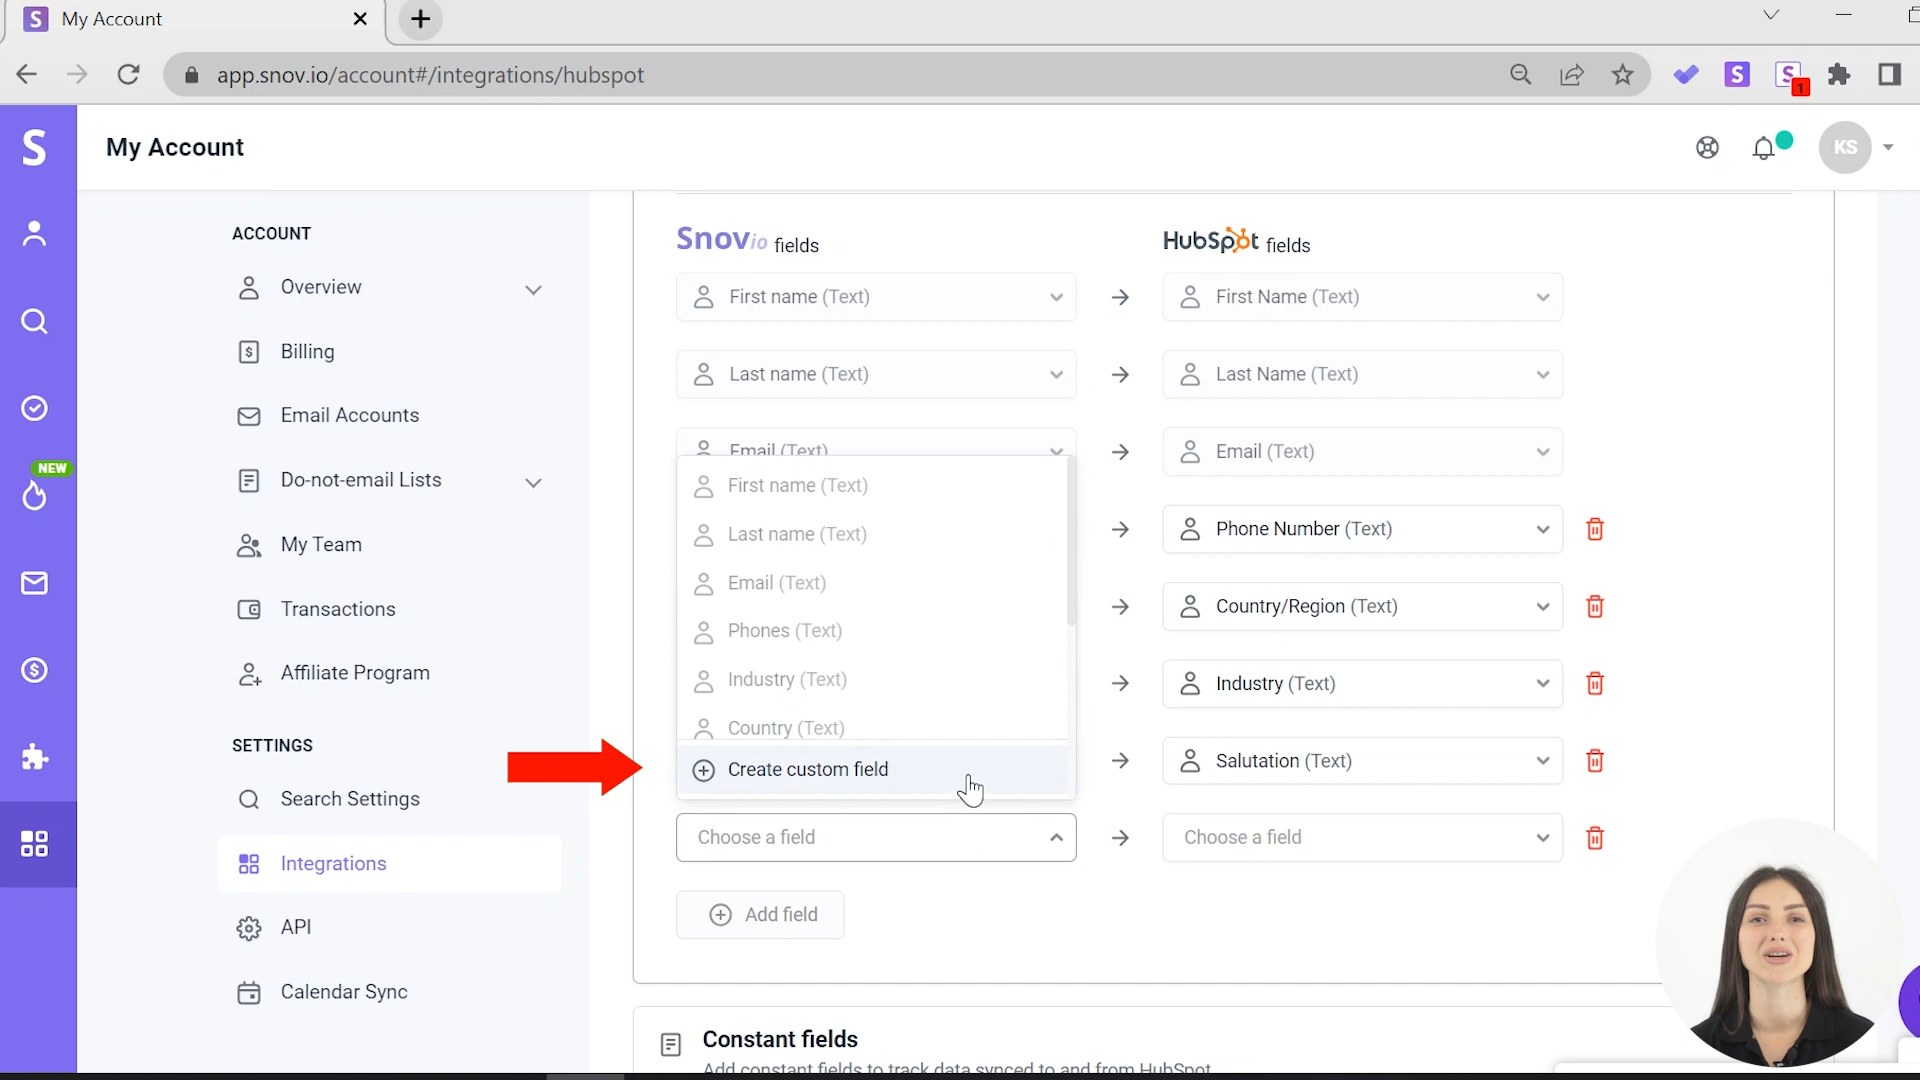 S My Account
app.snov.io/account#/integrations/hubspot
S
S
1
S
My Account
KS
NEW
ACCOUNT
Overview
Billing
Email Accounts
Do-not-email Lists
My Team
Transactions
Affiliate Program
SETTINGS
Search Settings
Integrations
API
Calendar Sync
Snovio fields
HubSpot fields
First name (Text)
First Name (Text)
Last name (Text)
Last Name (Text)
Email (Text)
Email (Text)
First name (Text)
Last name (Text)
Email (Text)
Phones (Text)
Industry (Text)
Country (Text)
Create custom field
Phone Number (Text)
Country/Region (Text)
Industry (Text)
Salutation (Text)
Choose a field
Choose a field
Add field
Constant fields
Add constant fields to track data synced to and from HubSpot